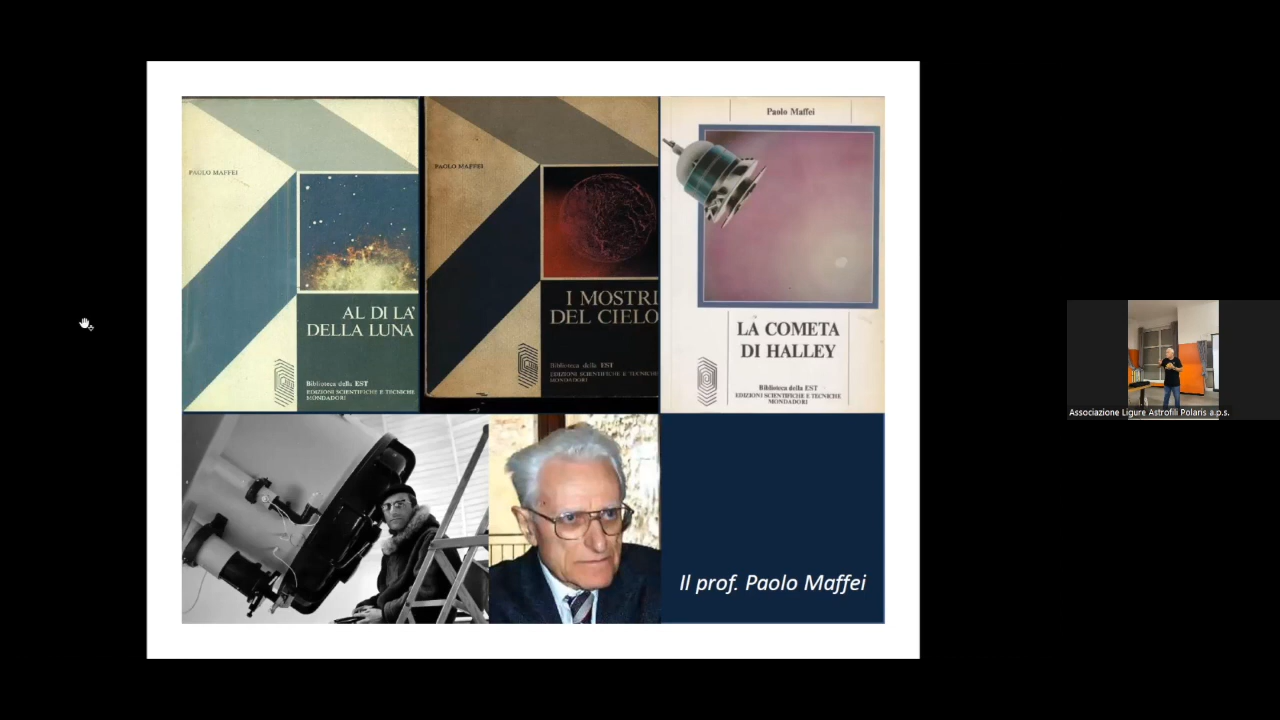 PAOLO MAFFEI
AL DI LA'
DELLA LUNA
Biblioteca della EST
EDIZIONI SCIENTIFICHE E TECNICHE
MONDADORI
PAOLO MAFFEI
I MOSTRI
DEL CIELO
Biblioteca della EST
EDIZIONI SCIENTIFICHE E TECNICHE
MONDADORI
Paolo Maffei
LA COMETA
DI HALLEY
Biblioteca della EST
EDIZIONI SCIENTIFICHE E TECNICHE
MONDADORI
Il prof. Paolo Maffei
Associazione Ligure Astrofili Polaris a.p.s.